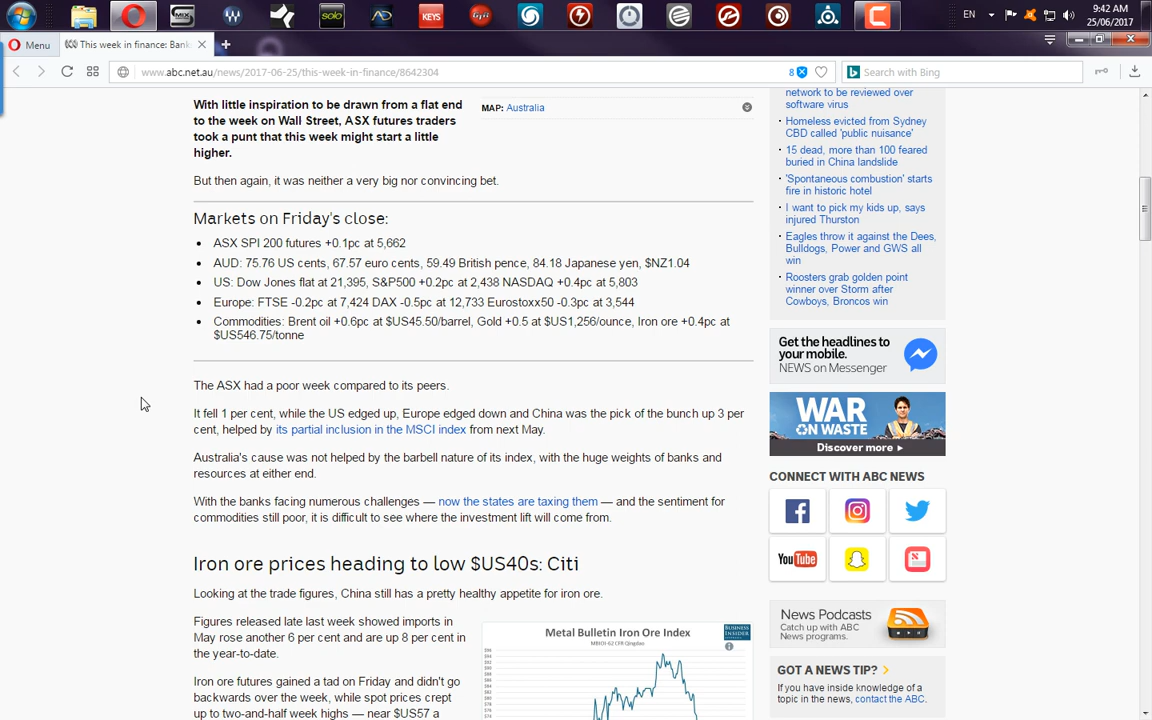 9:42 AM
EN
25/06/2017
SMIX
solo
AD
KEYS
Menu
This week in finance: Bank
www.abc.net.au/news/2017-06-25/this-week-in-finance/8642304
8
Search with Bing
With little inspiration to be drawn from a flat end
to the week on Wall Street, ASX futures traders
took a punt that this week might start a little
higher.
MAP: Australia
But then again, it was neither a very big nor convincing bet.
Markets on Friday's close:
• ASX SPI 200 futures +0.1pc at 5,662
• AUD: 75.76 US cents, 67.57 euro cents, 59.49 British pence, 84.18 Japanese yen, $NZ1.04
• US: Dow Jones flat at 21,395, S&P500 +0.2pc at 2,438 NASDAQ +0.4pc at 5,803
• Europe: FTSE -0.2pc at 7,424 DAX -0.5pc at 12,733 Eurostoxx50 -0.3pc at 3,544
• Commodities: Brent oil +0.6pc at $US45.50/barrel, Gold +0.5 at $US1,256/ounce, Iron ore +0.4pc at
$US546.75/tonne
The ASX had a poor week compared to its peers.
It fell 1 per cent, while the US edged up, Europe edged down and China was the pick of the bunch up 3 per
cent, helped by its partial inclusion in the MSCI index from next May.
Australia's cause was not helped by the barbell nature of its index, with the huge weights of banks and
resources at either end.
With the banks facing numerous challenges — now the states are taxing them — and the sentiment for
commodities still poor, it is difficult to see where the investment lift will come from.
Iron ore prices heading to low $US40s: Citi
Looking at the trade figures, China still has a pretty healthy appetite for iron ore.
Figures released late last week showed imports in
May rose another 6 per cent and are up 8 per cent in
the year-to-date.
Iron ore futures gained a tad on Friday and didn't go
backwards over the week, while spot prices crept
up to two-and-half week highs — near $US57 a
Metal Bulletin Iron Ore Index
MBIOI-62 CFR Qingdao
BUSINESS
INSIDER
network to be reviewed over
software virus
· Homeless evicted from Sydney
CBD called 'public nuisance'
· 15 dead, more than 100 feared
buried in China landslide
· 'Spontaneous combustion' starts
fire in historic hotel
· I want to pick my kids up, says
injured Thurston
· Eagles throw it against the Dees,
Bulldogs, Power and GWS all
win
· Roosters grab golden point
winner over Storm after
Cowboys, Broncos win
Get the headlines to
your mobile.
NEWS on Messenger
WAR
ON WASTE
Discover more ►
CONNECT WITH ABC NEWS
YouTube
News Podcasts
Catch up with ABC
News programs.
GOT A NEWS TIP?
If you have inside knowledge of a
topic in the news, contact the ABC.